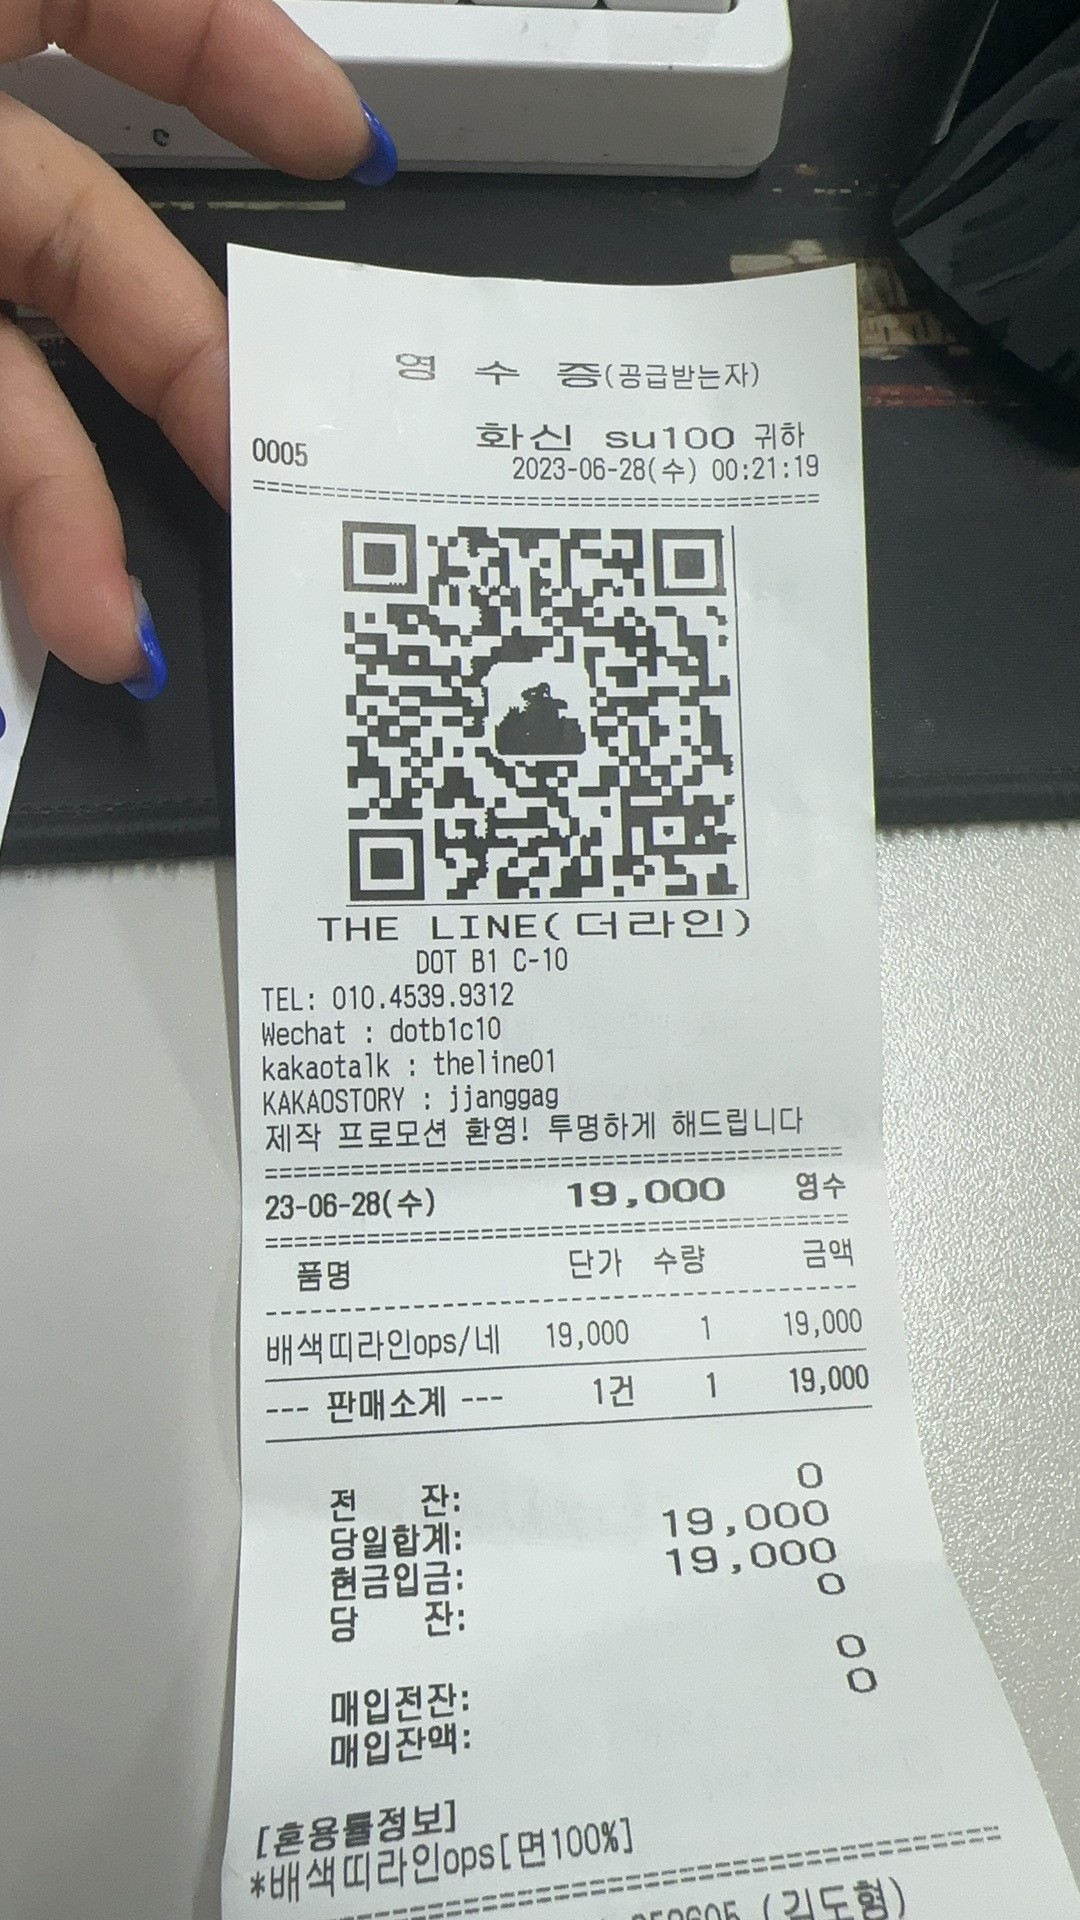 영 수 증(공급받는자)
0005 화신 su100 귀하
2023-06-28(수) 00:21:19
THE LINE(더라인)
DOT B1 C-10
TEL: 010.4539.9312
Wechat : dotb1c10
kakaotalk : theline01
KAKAOSTORY : jjanggag
제작 프로모션 환영! 투명하게 해드립니다
23-06-28(수) 19,000 영수
품명 단가 수량 금액
배색띠라인ops/네 19,000 1 19,000
--- 판매소계 --- 1건 1 19,000
전 잔: 0
당일합계: 19,000
현금입금: 19,000
당 잔: 0
매입전잔: 0
매입잔액: 0
[혼용률정보]
*배색띠라인ops[면100%]
(김도형)